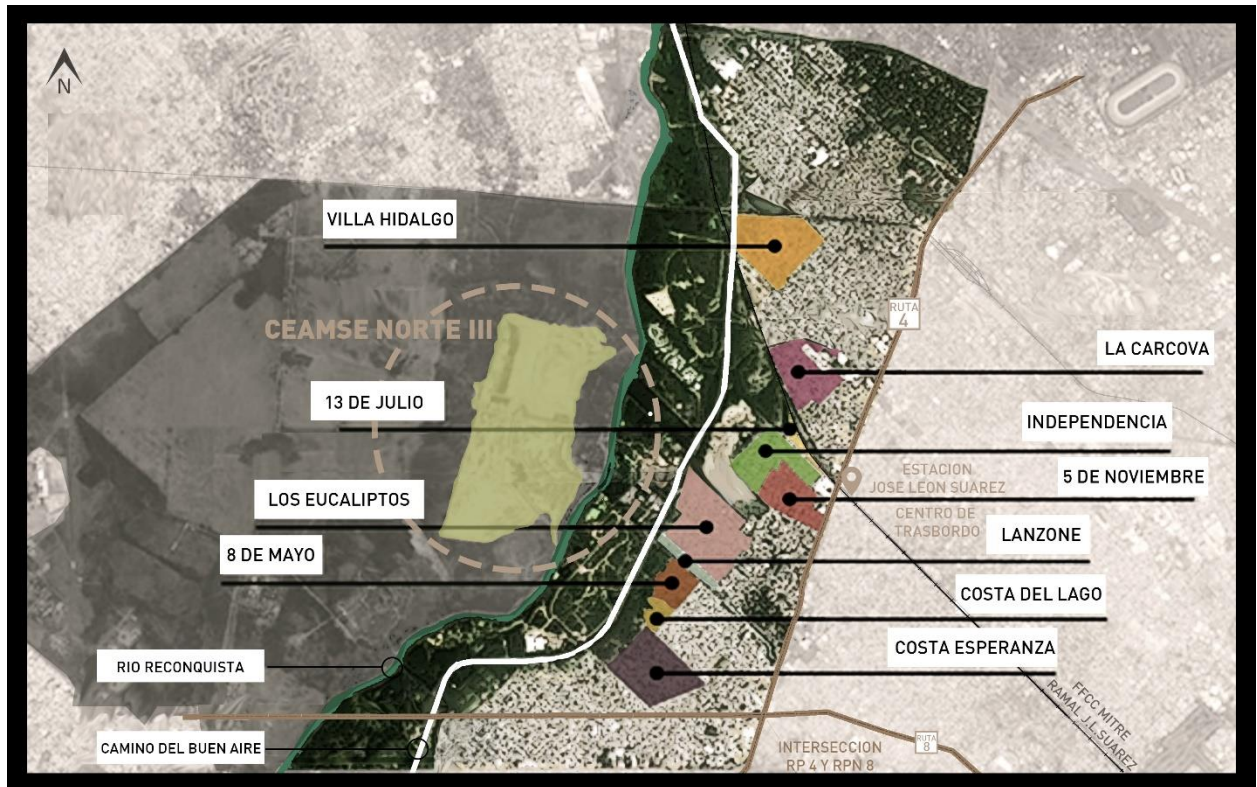 N
VILLA HIDALGO
CEAMSE NORTE III
RUTA
4
LA CARCOVA
13 DE JULIO
INDEPENDENCIA
ESTACION
JOSE LEON SUAREZ
5 DE NOVIEMBRE
LOS EUCALIPTOS
CENTRO DE
TRASBORDO
LANZONE
8 DE MAYO
COSTA DEL LAGO
COSTA ESPERANZA
RIO RECONQUISTA
FFCC MITRE
RAMAL J.L.SUAREZ
CAMINO DEL BUEN AIRE
INTERSECCION
RP 4 Y RPN 8
RUTA
8